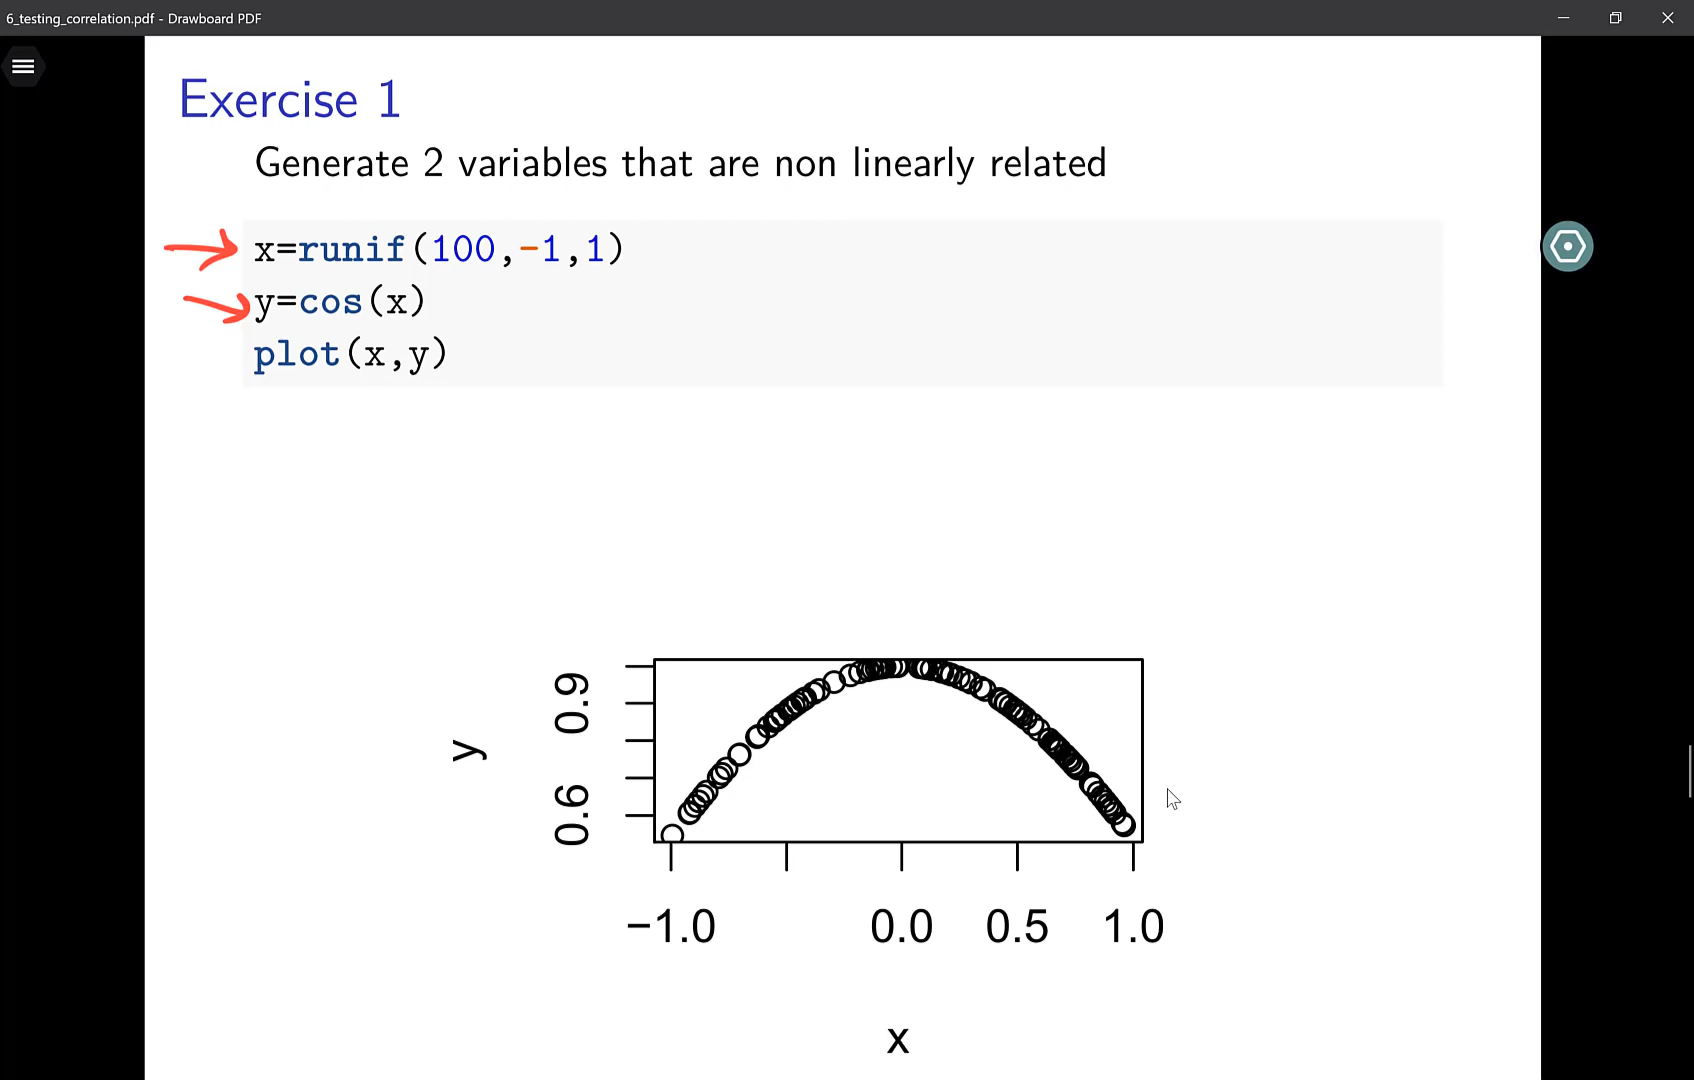 6_testing_correlation.pdf - Drawboard PDF
Exercise 1
Generate 2 variables that are non linearly related
x=runif(100,-1,1)
y=cos(x)
plot(x,y)
y
0.9
0.6
−1.0 0.0 0.5 1.0
x